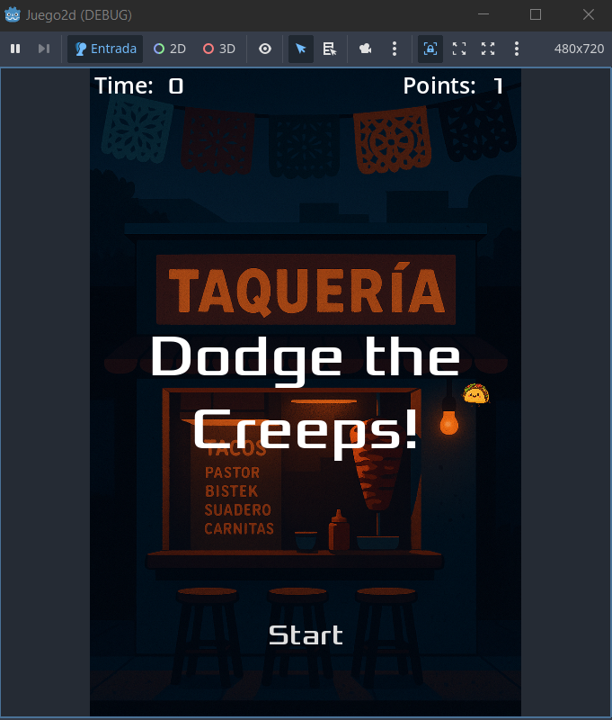 Juego2d (DEBUG)
Entrada 2D 3D 480x720
Time: 0 Points: 1
TAQUERÍA
Dodge the
Creeps!
TACOS
PASTOR
BISTEK
SUADERO
CARNITAS
Start